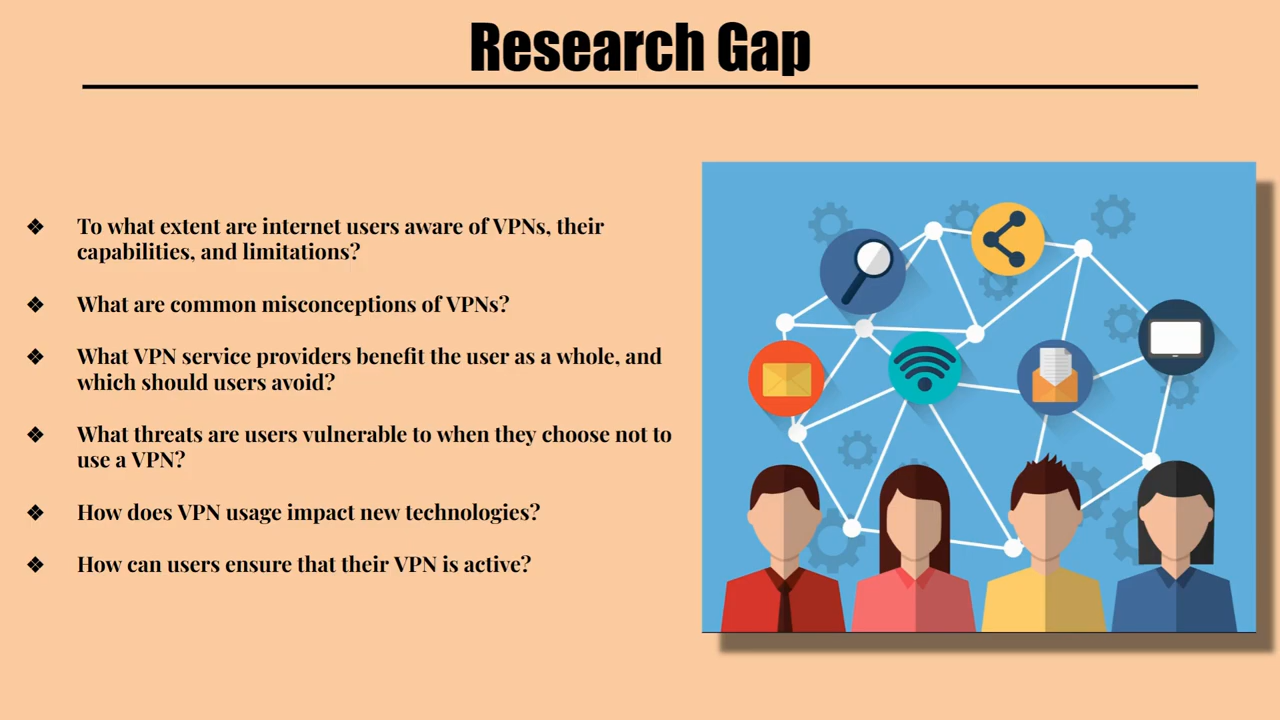 Research Gap
❖ To what extent are internet users aware of VPNs, their
capabilities, and limitations?
❖ What are common misconceptions of VPNs?
❖ What VPN service providers benefit the user as a whole, and
which should users avoid?
❖ What threats are users vulnerable to when they choose not to
use a VPN?
❖ How does VPN usage impact new technologies?
❖ How can users ensure that their VPN is active?